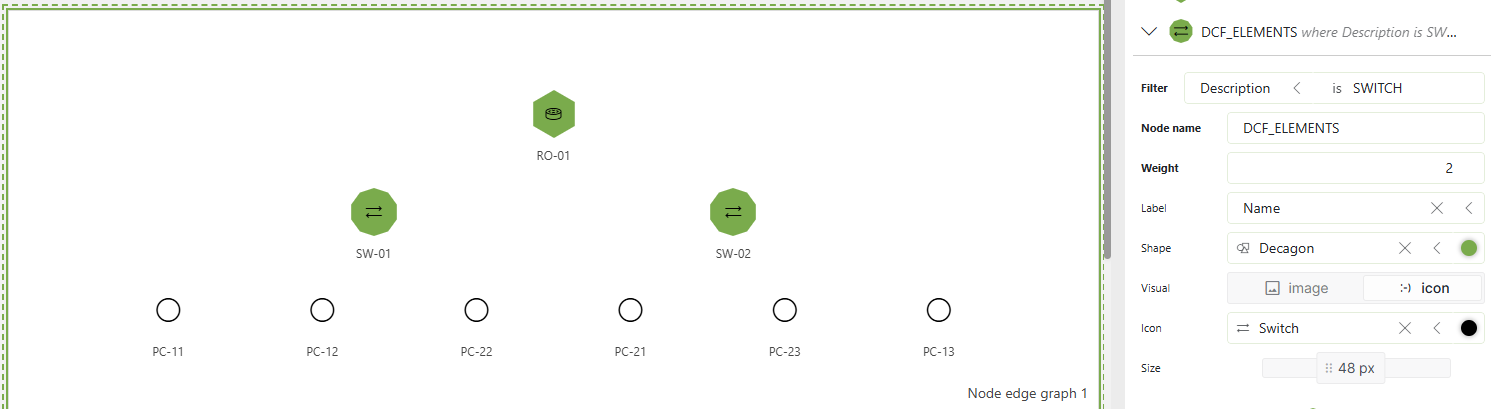 RO-01
SW-01 SW-02
PC-11 PC-12 PC-22 PC-21 PC-23 PC-13
Node edge graph 1
DCF_ELEMENTS where Description is SW...
Filter Description is SWITCH
Node name DCF_ELEMENTS
Weight 2
Label Name
Shape Decagon
Visual image :-) icon
Icon Switch
Size 48 px